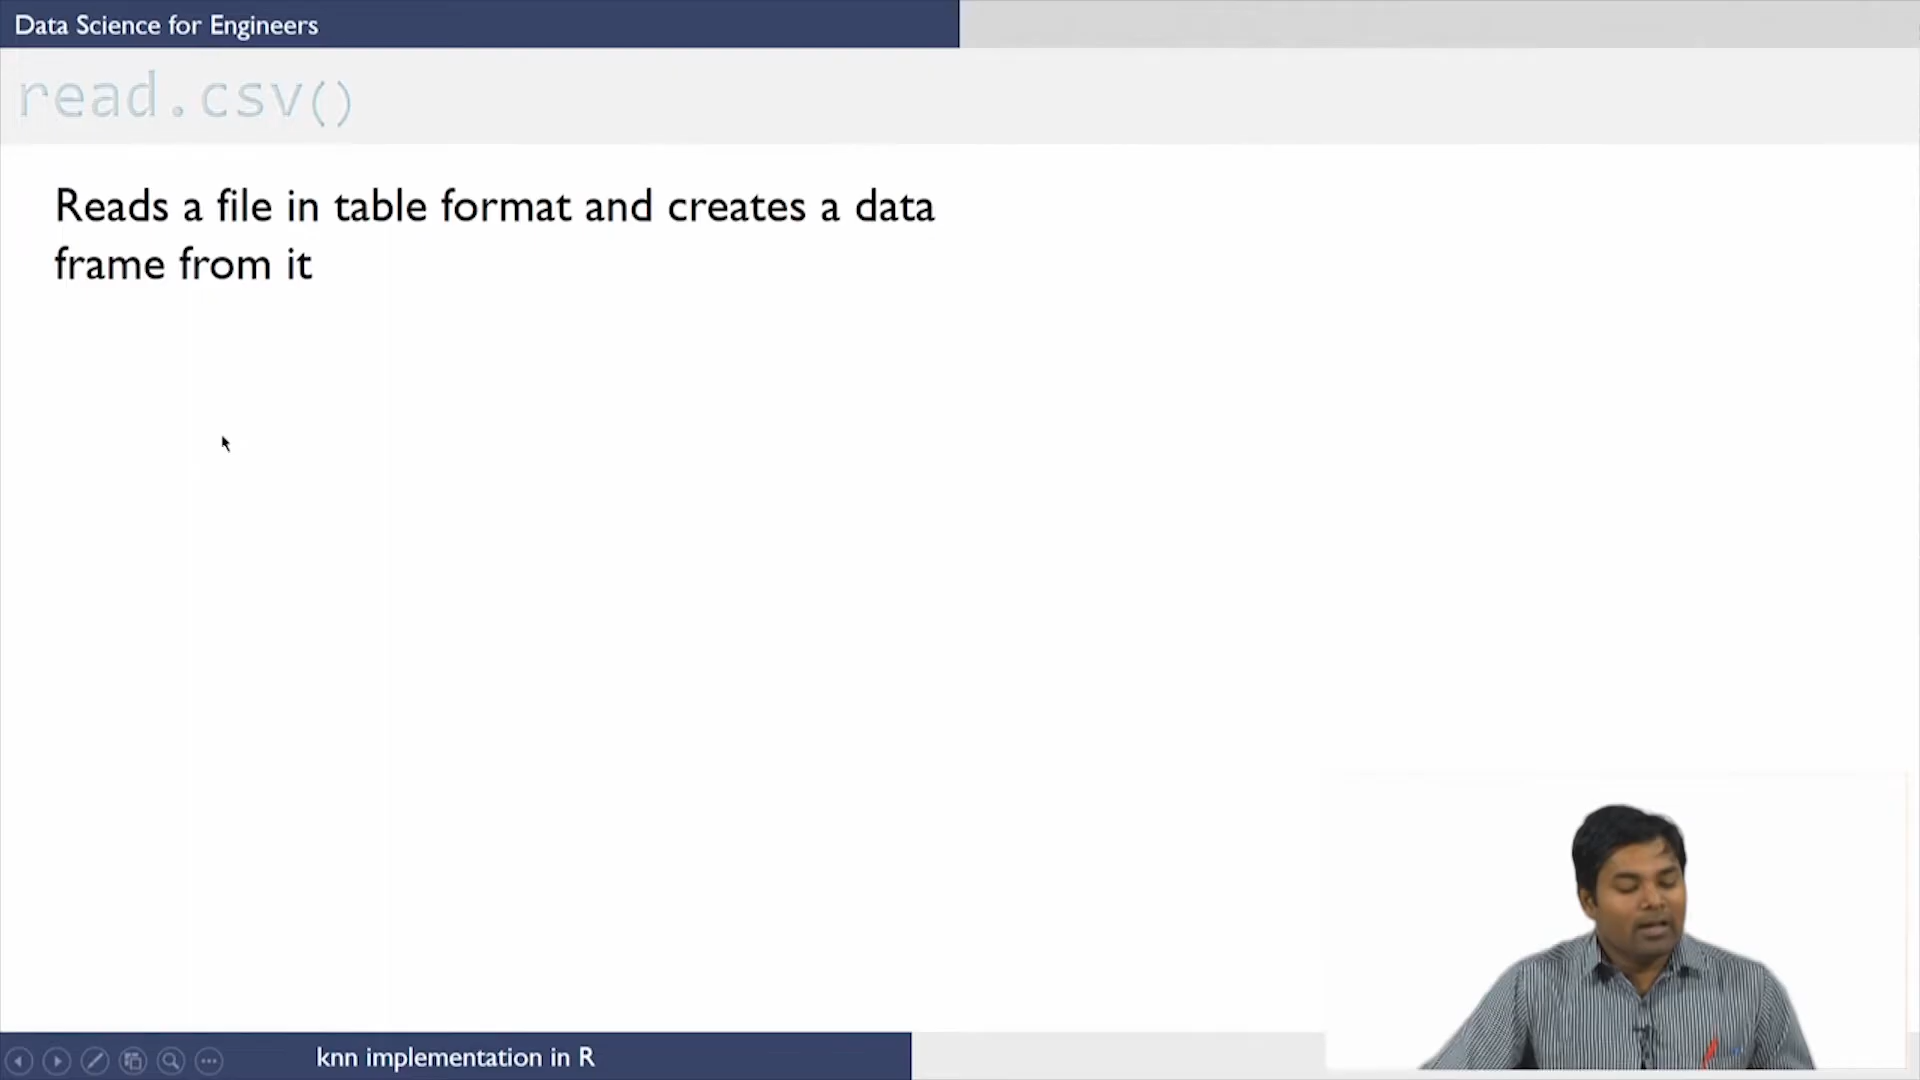 Data Science for Engineers
read.csv()
Reads a file in table format and creates a data
frame from it
knn implementation in R